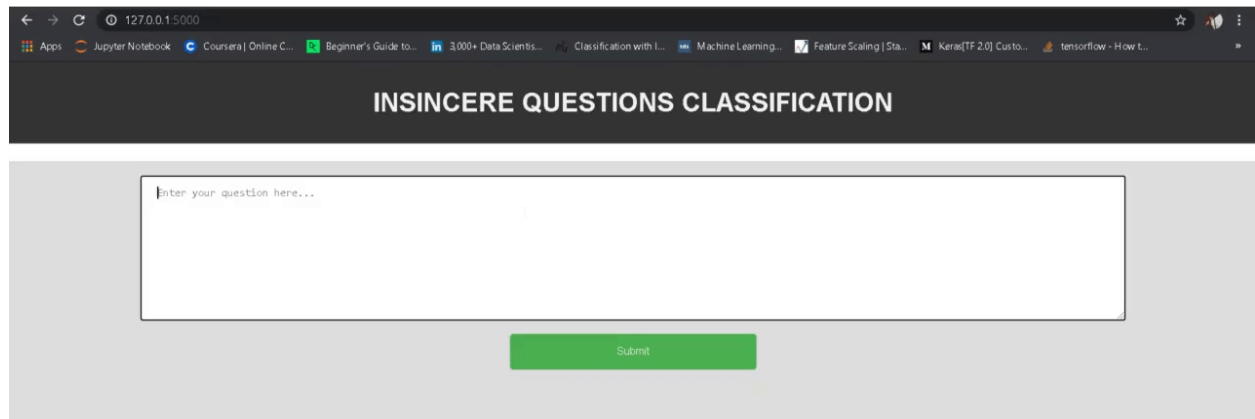 127.0.0.1:5000
Apps Jupyter Notebook Coursera | Online C... Beginner's Guide to... 3,000+ Data Scientis... Classification with I... Machine Learning... Feature Scaling | Sta... Keras[TF 2.0] Custo... tensorflow - How t... »
INSINCERE QUESTIONS CLASSIFICATION
Enter your question here...
Submit